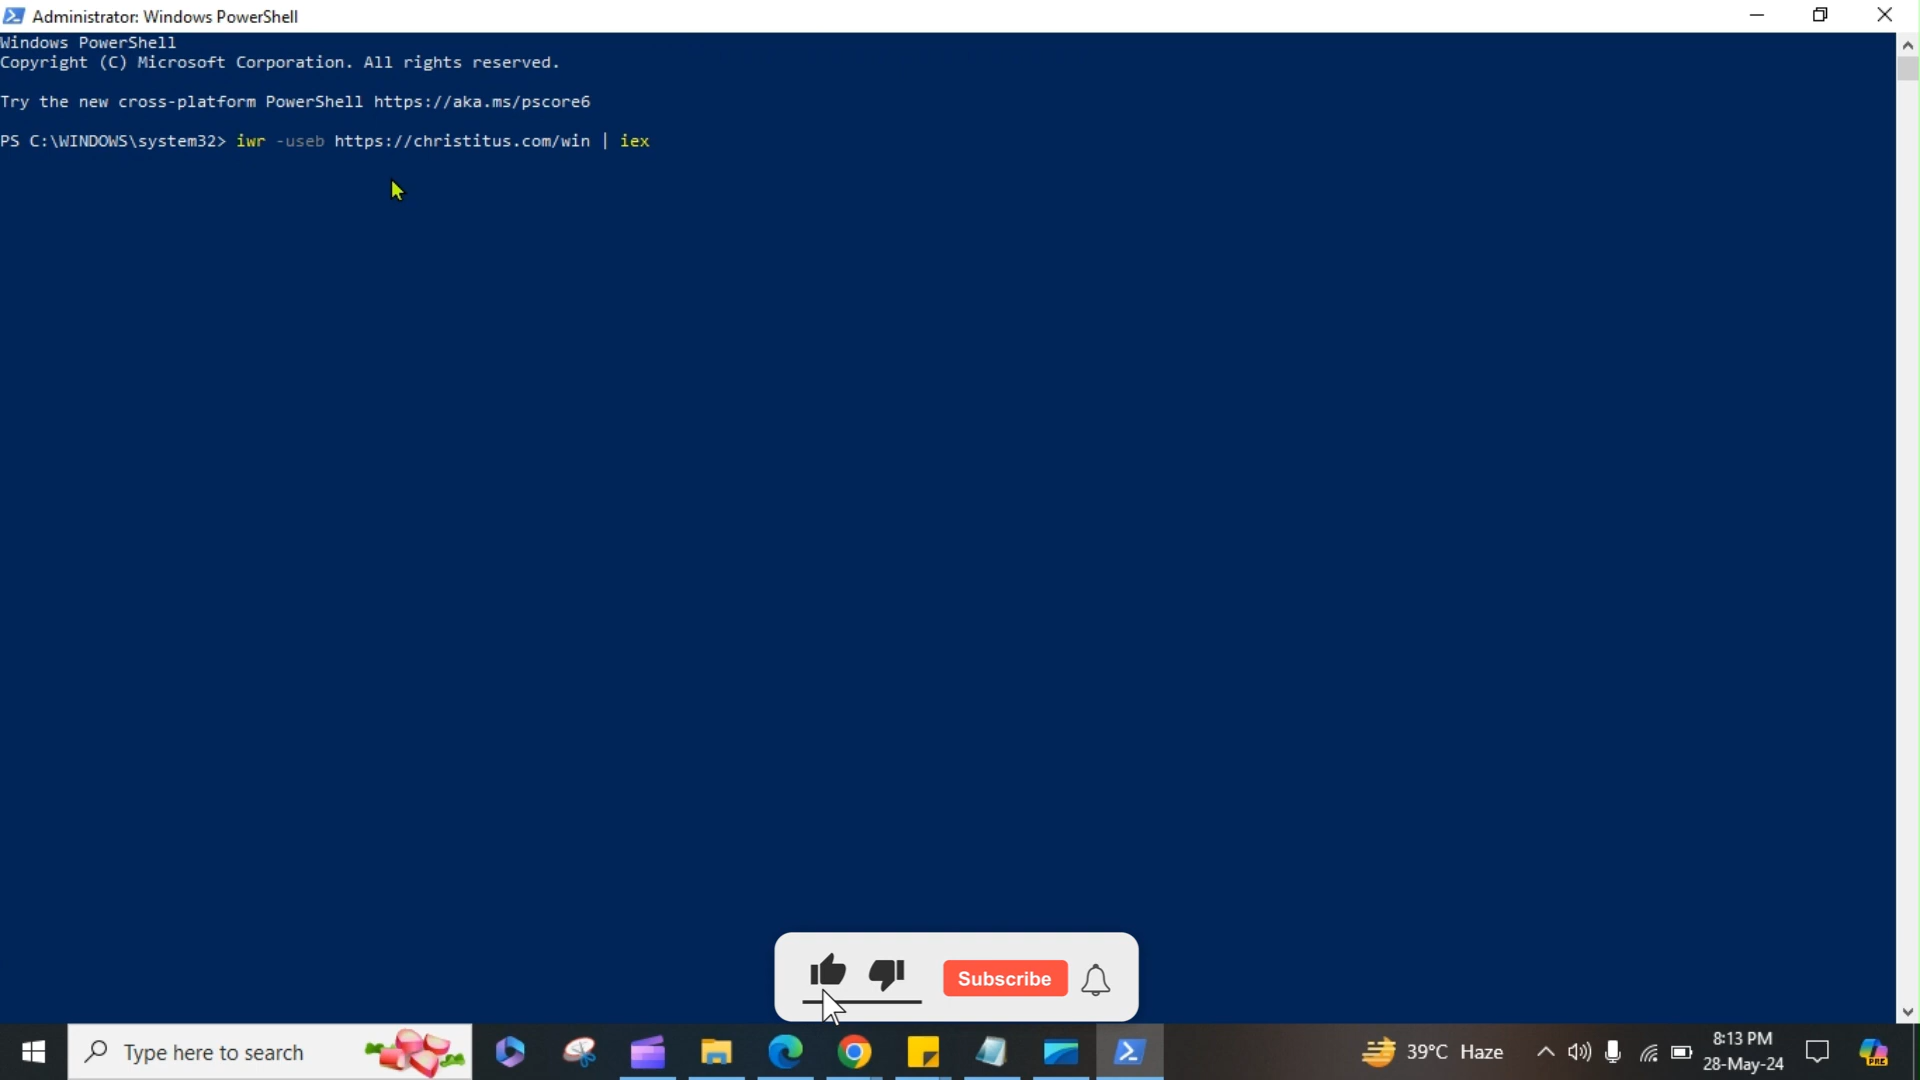 Administrator: Windows PowerShell
Windows PowerShell
Copyright (C) Microsoft Corporation. All rights reserved.
Try the new cross-platform PowerShell https://aka.ms/pscore6
PS C:\WINDOWS\system32> iwr -useb https://christitus.com/win | iex
Subscribe
Type here to search
39°C Haze
8:13 PM
28-May-24
PRE